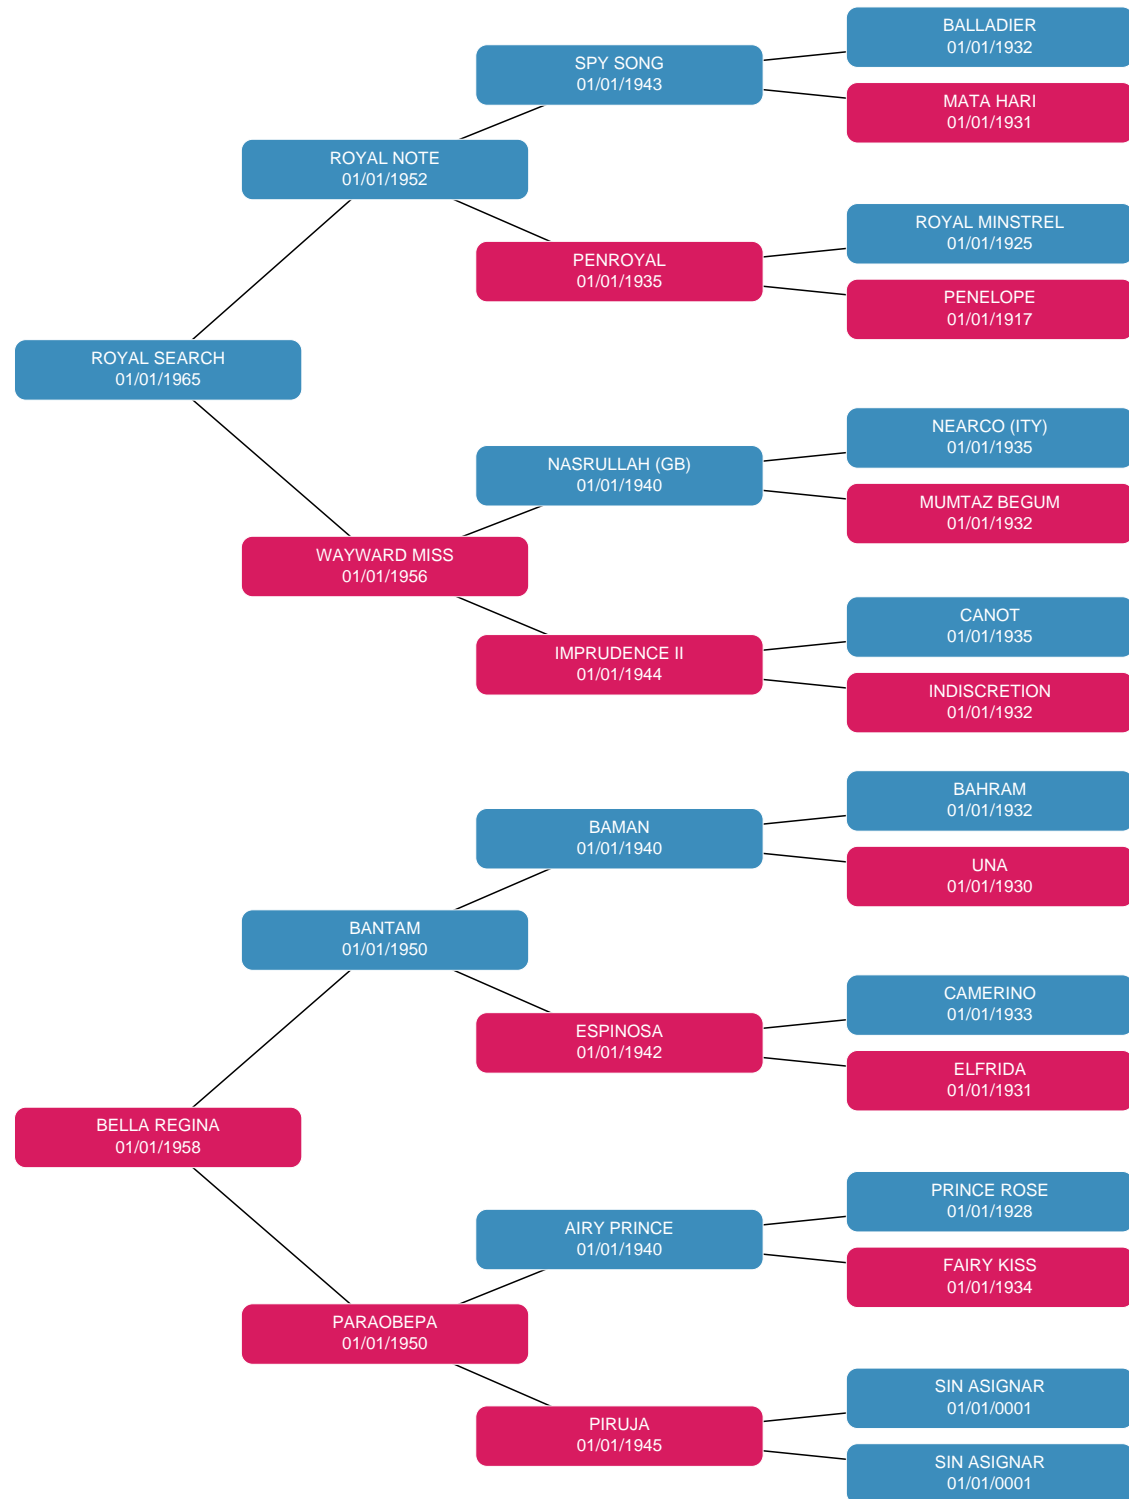 BALLADIER
01/01/1932
SPY SONG
01/01/1943
MATA HARI
01/01/1931
ROYAL NOTE
01/01/1952
ROYAL MINSTREL
01/01/1925
PENROYAL
01/01/1935
PENELOPE
01/01/1917
ROYAL SEARCH
01/01/1965
NEARCO (ITY)
01/01/1935
NASRULLAH (GB)
01/01/1940
MUMTAZ BEGUM
01/01/1932
WAYWARD MISS
01/01/1956
CANOT
01/01/1935
IMPRUDENCE II
01/01/1944
INDISCRETION
01/01/1932
BAHRAM
01/01/1932
BAMAN
01/01/1940
UNA
01/01/1930
BANTAM
01/01/1950
CAMERINO
01/01/1933
ESPINOSA
01/01/1942
ELFRIDA
01/01/1931
BELLA REGINA
01/01/1958
PRINCE ROSE
01/01/1928
AIRY PRINCE
01/01/1940
FAIRY KISS
01/01/1934
PARAOBEPA
01/01/1950
SIN ASIGNAR
01/01/0001
PIRUJA
01/01/1945
SIN ASIGNAR
01/01/0001